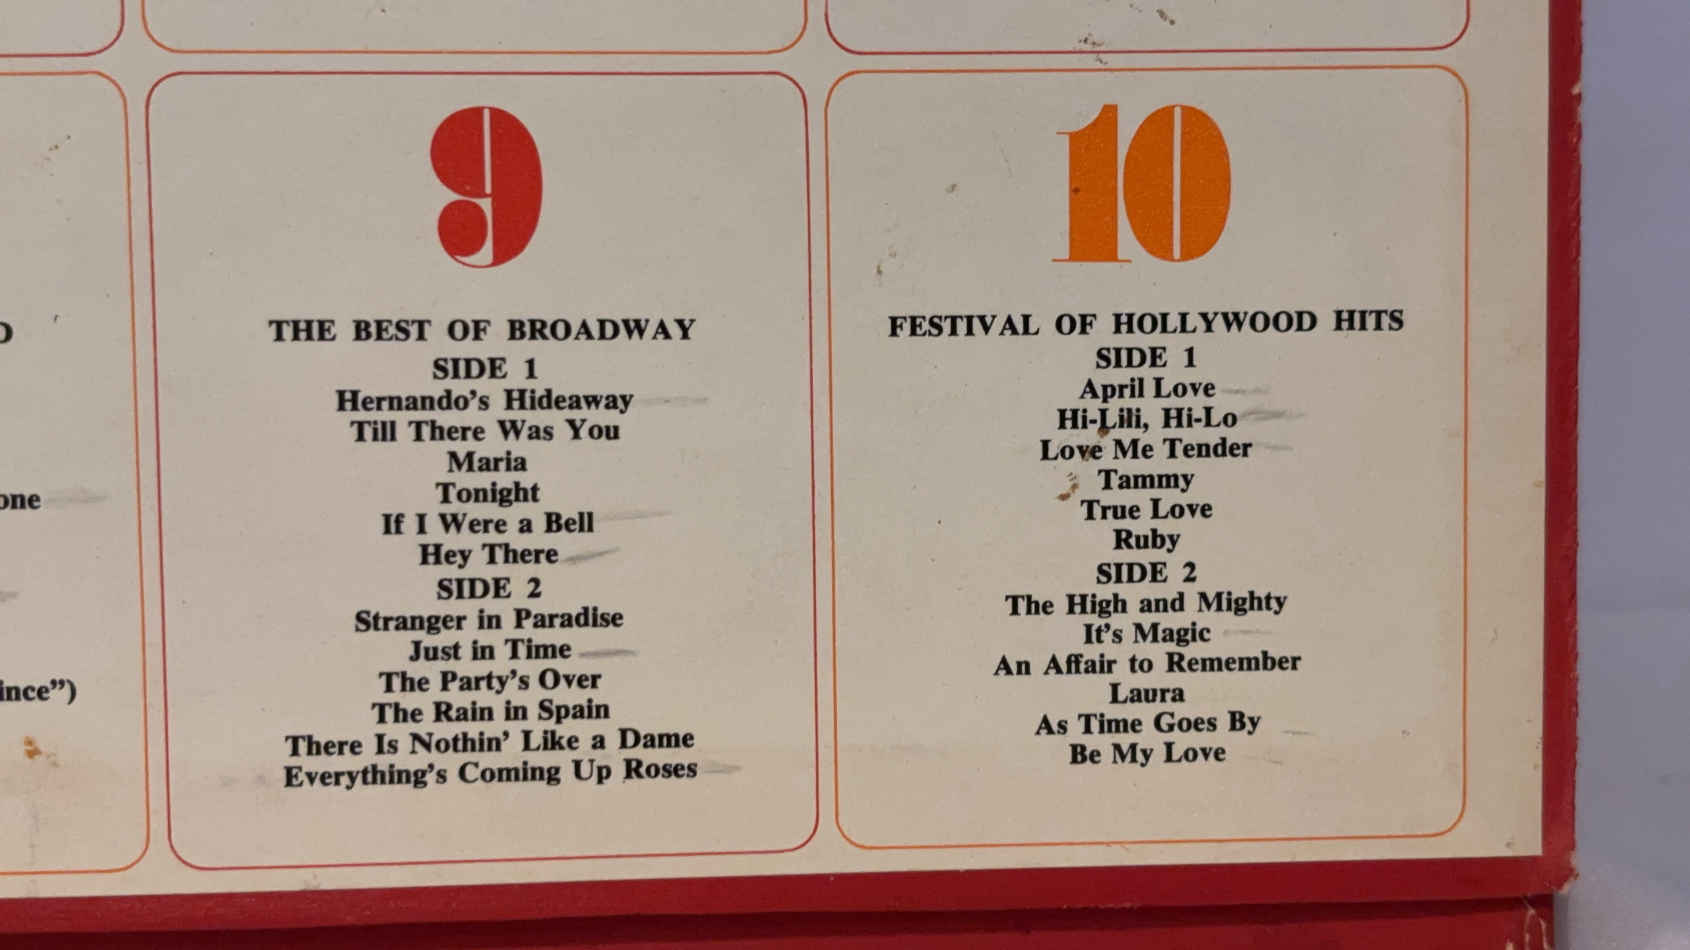 one
ince”)
9
THE BEST OF BROADWAY
SIDE 1
Hernando’s Hideaway
Till There Was You
Maria
Tonight
If I Were a Bell
Hey There
SIDE 2
Stranger in Paradise
Just in Time
The Party’s Over
The Rain in Spain
There Is Nothin’ Like a Dame
Everything’s Coming Up Roses
10
FESTIVAL OF HOLLYWOOD HITS
SIDE 1
April Love
Hi-Lili, Hi-Lo
Love Me Tender
Tammy
True Love
Ruby
SIDE 2
The High and Mighty
It’s Magic
An Affair to Remember
Laura
As Time Goes By
Be My Love